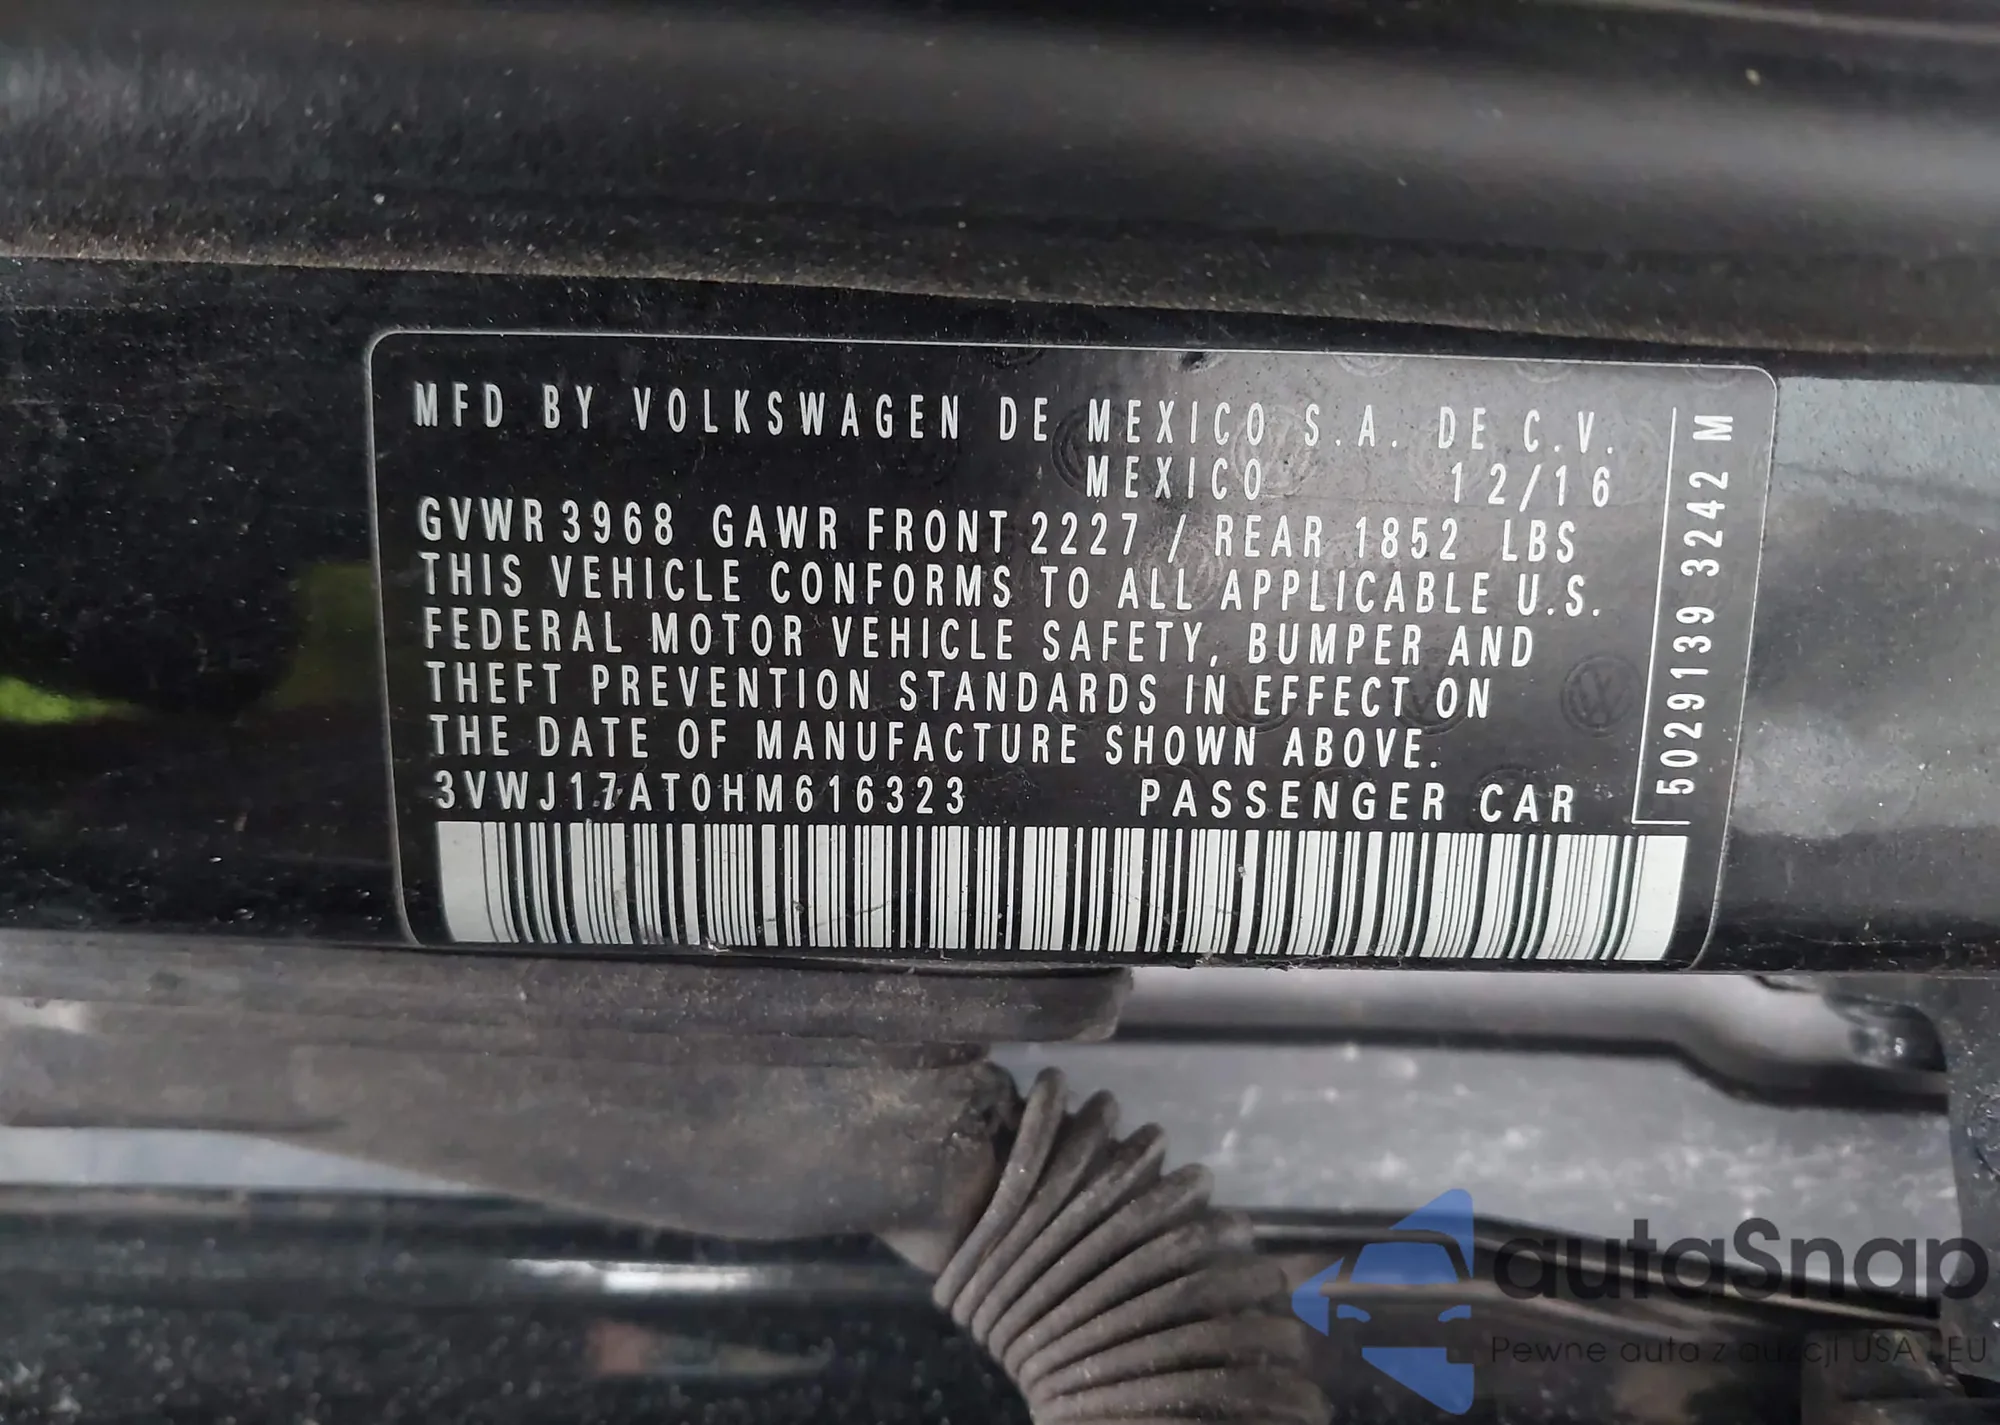 MFD BY VOLKSWAGEN DE MEXICO S.A. DE C.V.
MEXICO 12/16
GVWR 3968 GAWR FRONT 2227 / REAR 1852 LBS
THIS VEHICLE CONFORMS TO ALL APPLICABLE U.S.
FEDERAL MOTOR VEHICLE SAFETY, BUMPER AND
THEFT PREVENTION STANDARDS IN EFFECT ON
THE DATE OF MANUFACTURE SHOWN ABOVE.
3VWJ17AT0HM616323 PASSENGER CAR
5029139 3242 M
autaSnap
Pewne auta z aukcji USA i EU